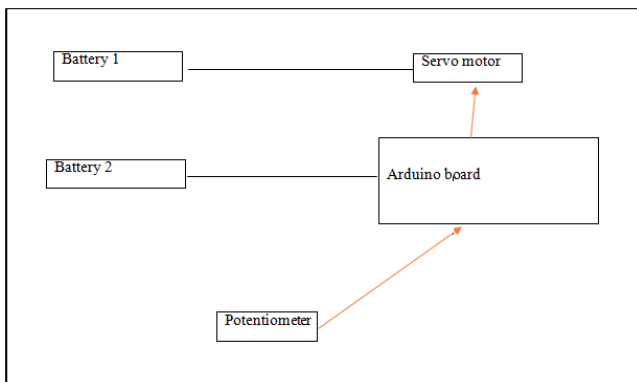 Battery 1
Servo motor
Battery 2
Arduino board
Potentiometer